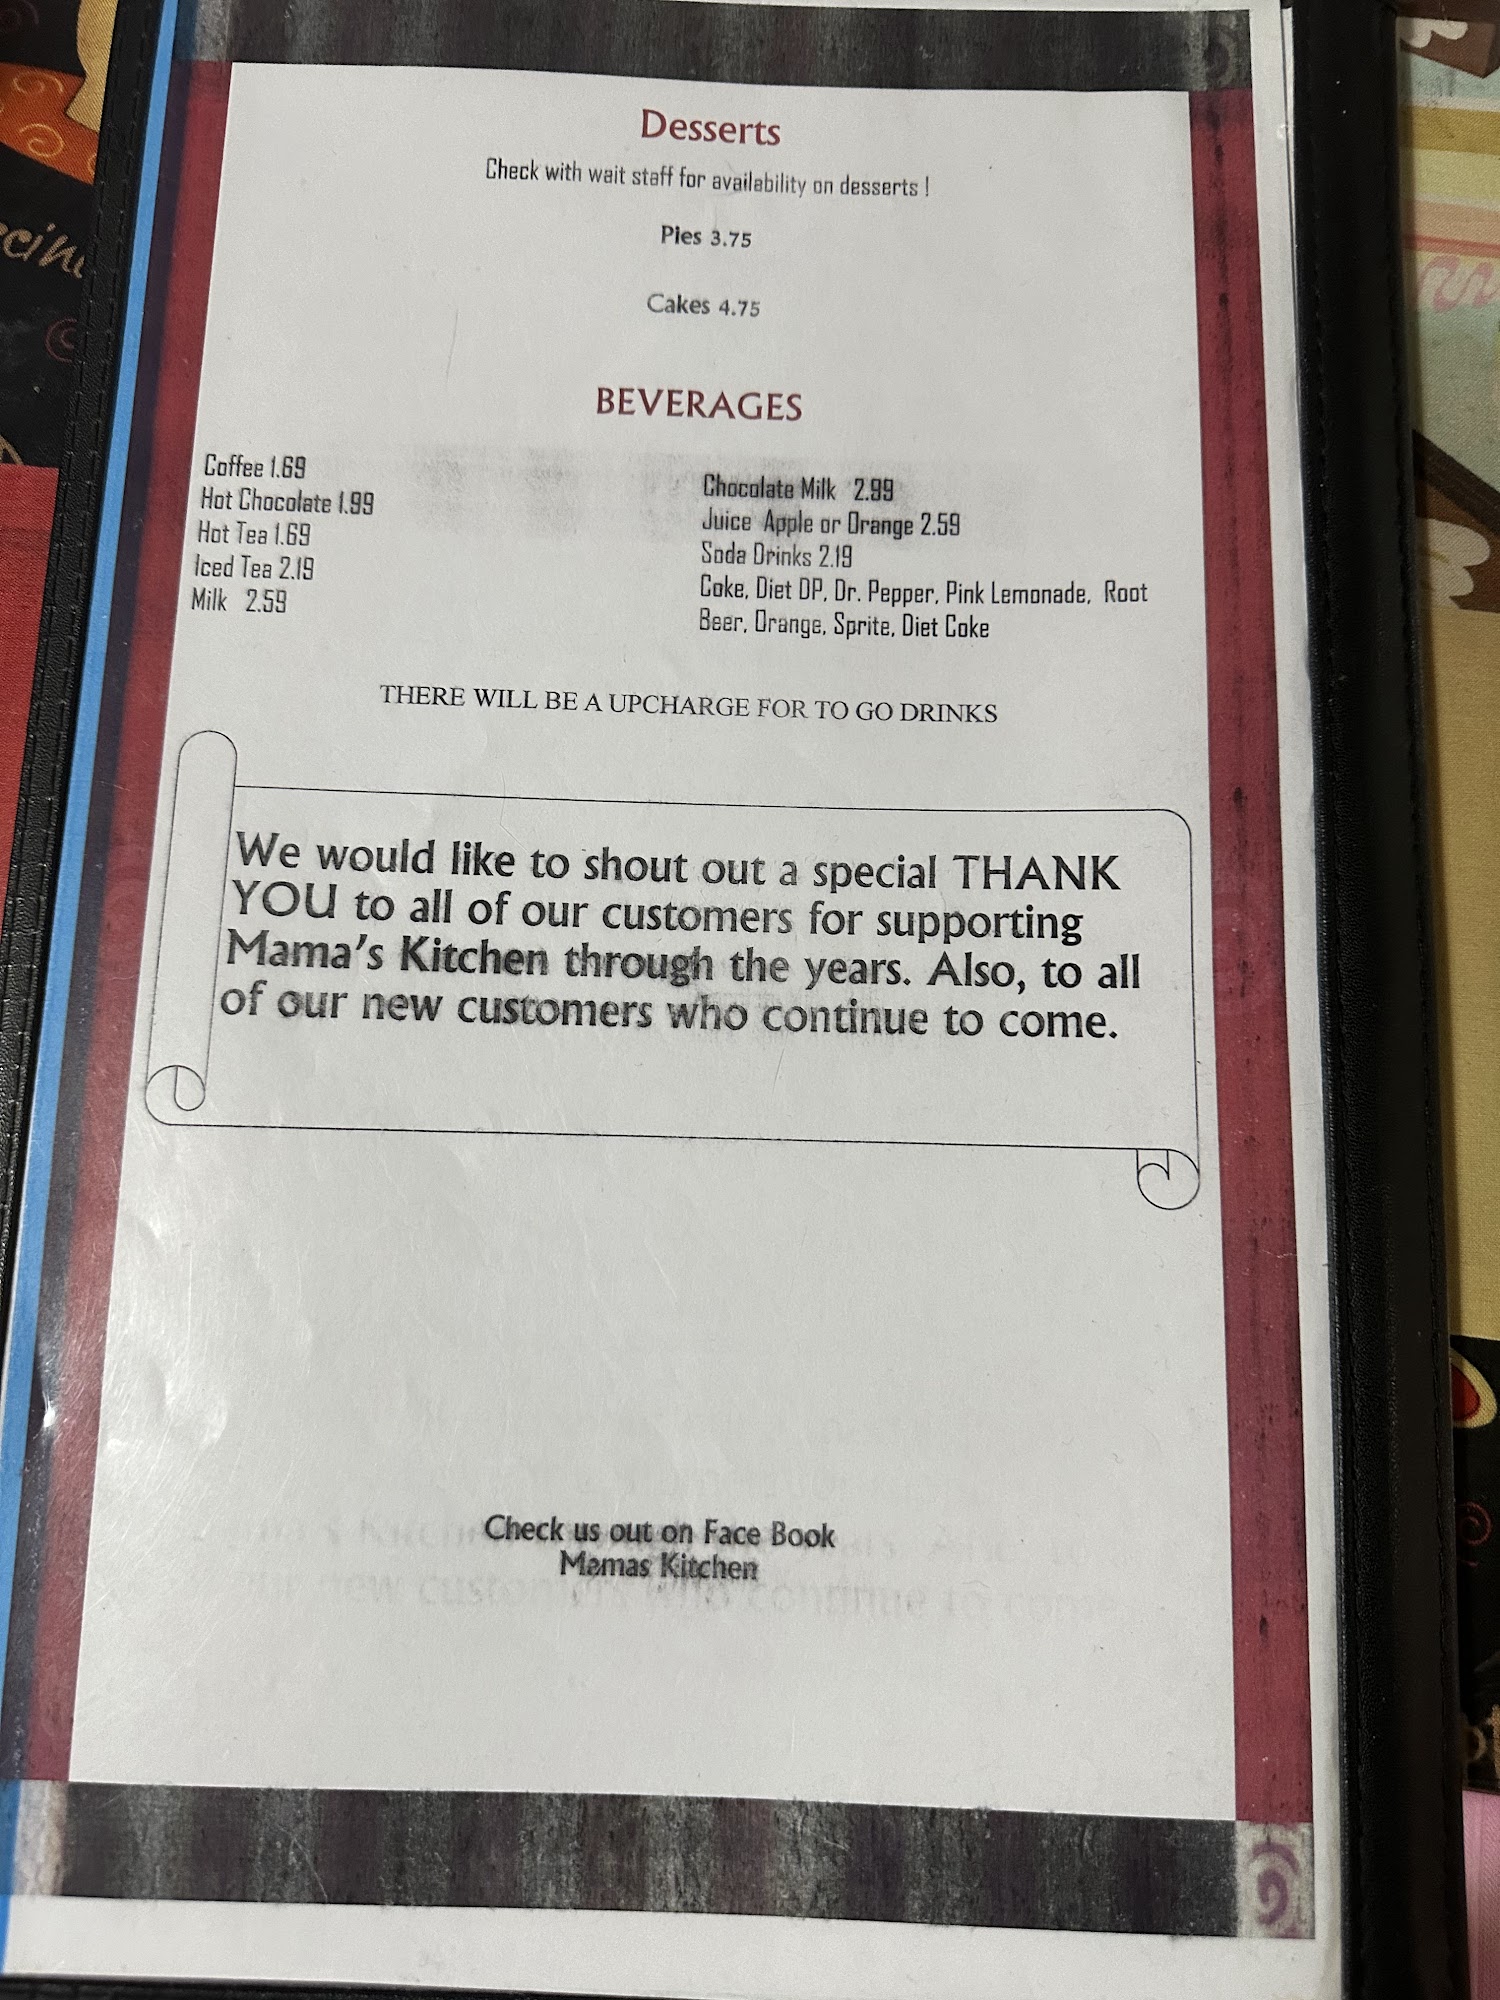 Desserts
Check with wait staff for availability on desserts !
Pies 3.75
Cakes 4.75
BEVERAGES
Coffee 1.69
Hot Chocolate 1.99
Hot Tea 1.69
Iced Tea 2.19
Milk 2.59
Chocolate Milk 2.99
Juice Apple or Orange 2.59
Soda Drinks 2.19
Coke, Diet DP, Dr. Pepper, Pink Lemonade, Root
Beer, Orange, Sprite, Diet Coke
THERE WILL BE A UPCHARGE FOR TO GO DRINKS
We would like to shout out a special THANK
YOU to all of our customers for supporting
Mama's Kitchen through the years. Also, to all
of our new customers who continue to come.
Check us out on Face Book
Mamas Kitchen